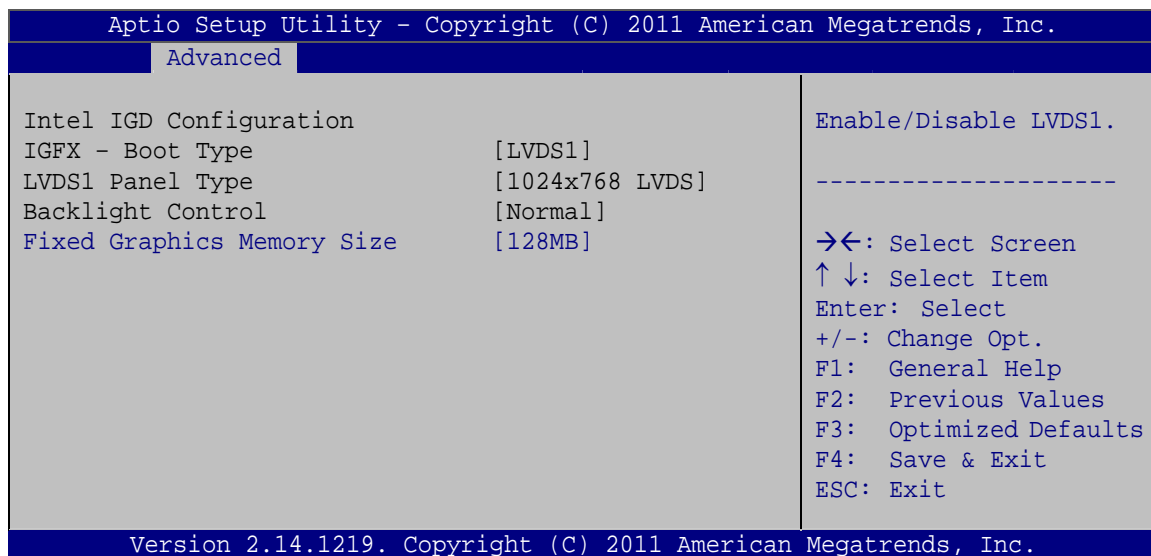 Aptio Setup Utility – Copyright (C) 2011 American Megatrends, Inc.
Advanced
Intel IGD Configuration
IGFX – Boot Type [LVDS1]
LVDS1 Panel Type [1024x768 LVDS]
Backlight Control [Normal]
Fixed Graphics Memory Size [128MB]
Enable/Disable LVDS1.
---------------------
→←: Select Screen
↑ ↓: Select Item
Enter: Select
+/-: Change Opt.
F1: General Help
F2: Previous Values
F3: Optimized Defaults
F4: Save & Exit
ESC: Exit
Version 2.14.1219. Copyright (C) 2011 American Megatrends, Inc.